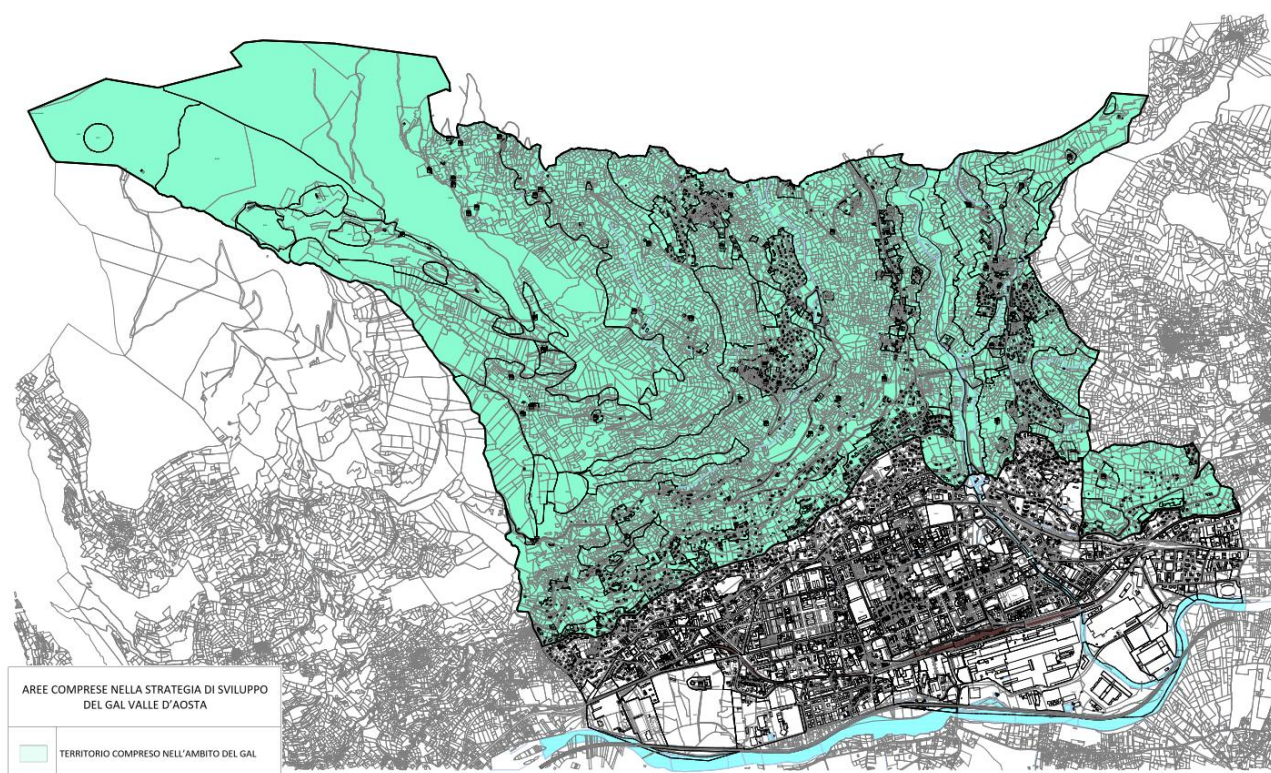 AREE COMPRESE NELLA STRATEGIA DI SVILUPPO
DEL GAL VALLE D'AOSTA
TERRITORIO COMPRESO NELL'AMBITO DEL GAL